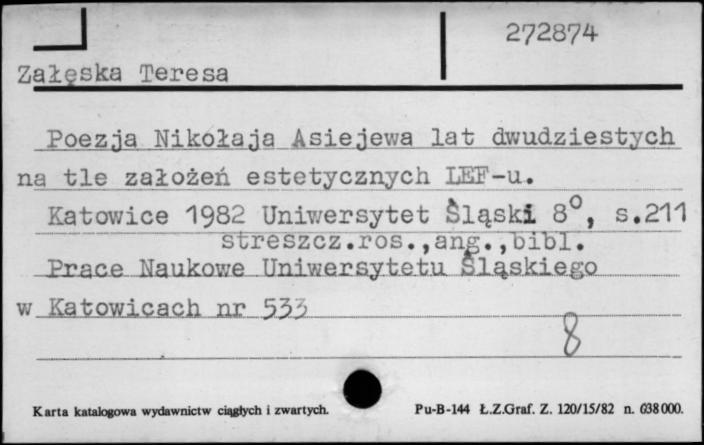 272874
Załęska Teresa
Poezja Nikołaja Asiejewa lat dwudziestych
na tle założeń estetycznych LEF-u.
Katowice 1982 Uniwersytet Śląski 8°, s.211
streszcz.ros.,ang.,bibl.
Prace Naukowe Uniwersytetu Śląskiego
w Katowicach nr 533
8
Karta katalogowa wydawnictw ciągłych i zwartych. Pu-B-144 Ł.Z.Graf. Z. 120/15/82 n. 638000.